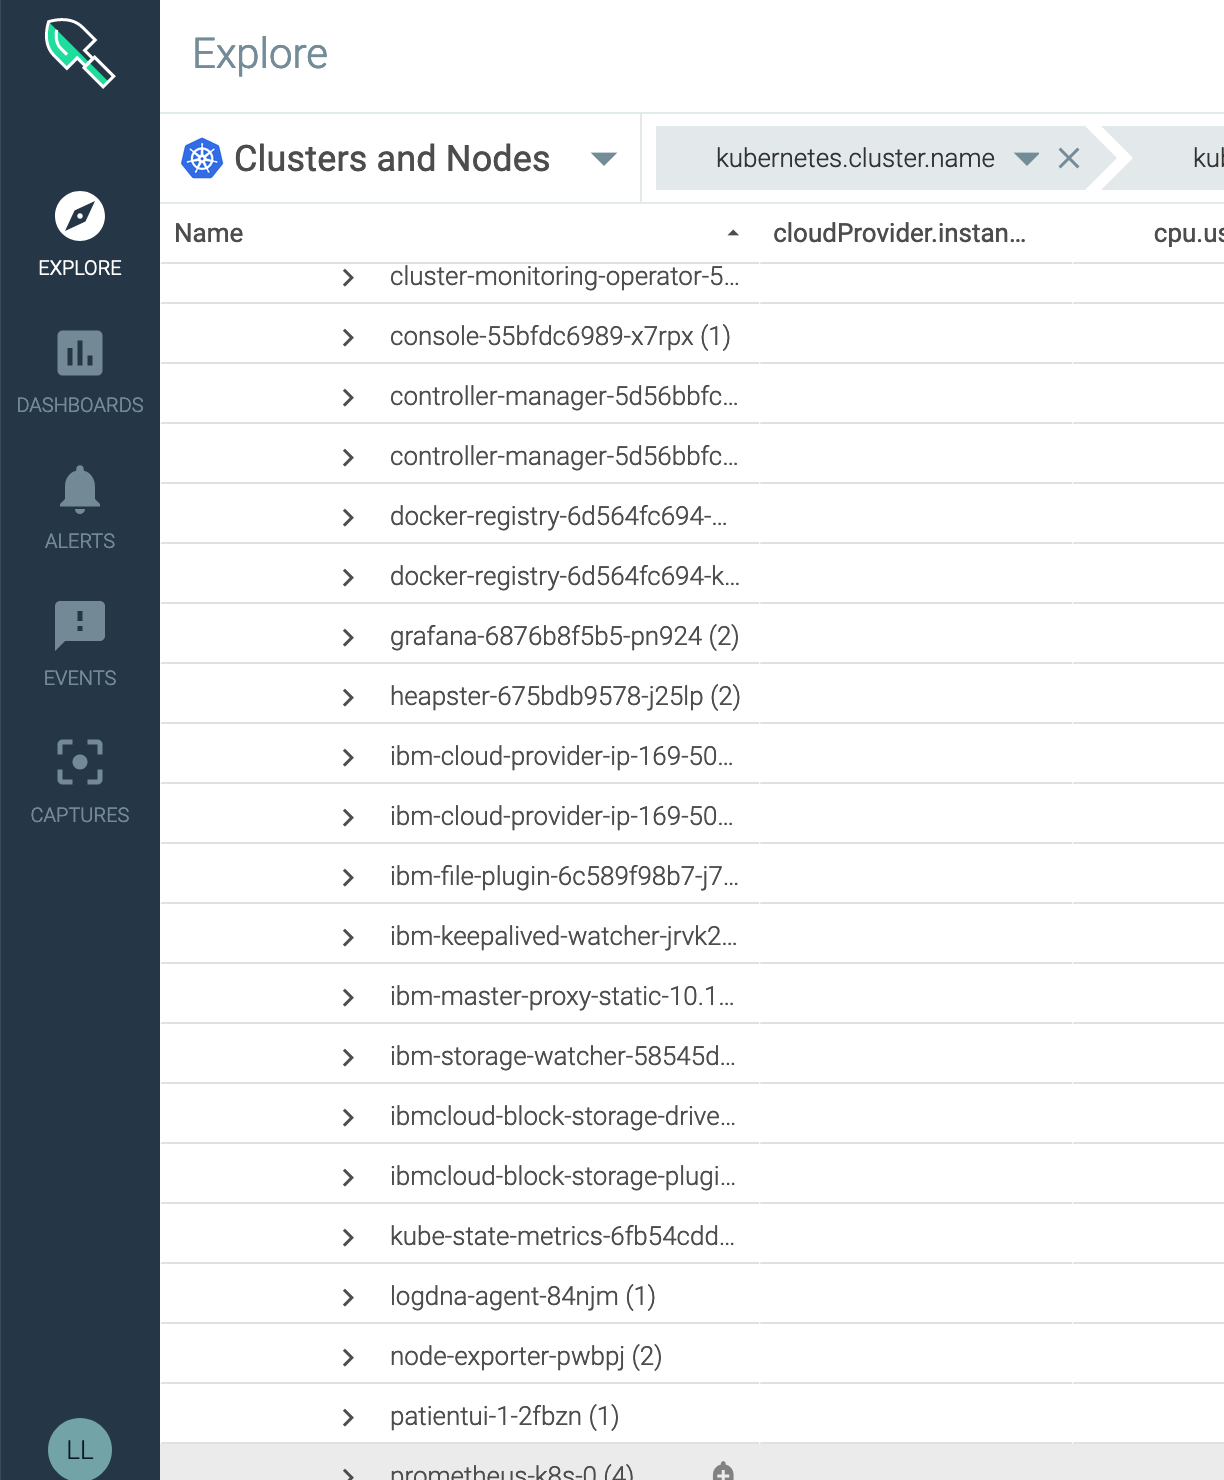 Explore
Clusters and Nodes
kubernetes.cluster.name
kub
Name
cloudProvider.instan...
cpu.us
EXPLORE
DASHBOARDS
ALERTS
EVENTS
CAPTURES
LL
cluster-monitoring-operator-5...
console-55bfdc6989-x7rpx (1)
controller-manager-5d56bbfc...
controller-manager-5d56bbfc...
docker-registry-6d564fc694-...
docker-registry-6d564fc694-k...
grafana-6876b8f5b5-pn924 (2)
heapster-675bdb9578-j25lp (2)
ibm-cloud-provider-ip-169-50...
ibm-cloud-provider-ip-169-50...
ibm-file-plugin-6c589f98b7-j7...
ibm-keepalived-watcher-jrvk2...
ibm-master-proxy-static-10.1...
ibm-storage-watcher-58545d...
ibmcloud-block-storage-drive...
ibmcloud-block-storage-plugi...
kube-state-metrics-6fb54cdd...
logdna-agent-84njm (1)
node-exporter-pwbpj (2)
patientui-1-2fbzn (1)
prometheus-k8s-0 (4)